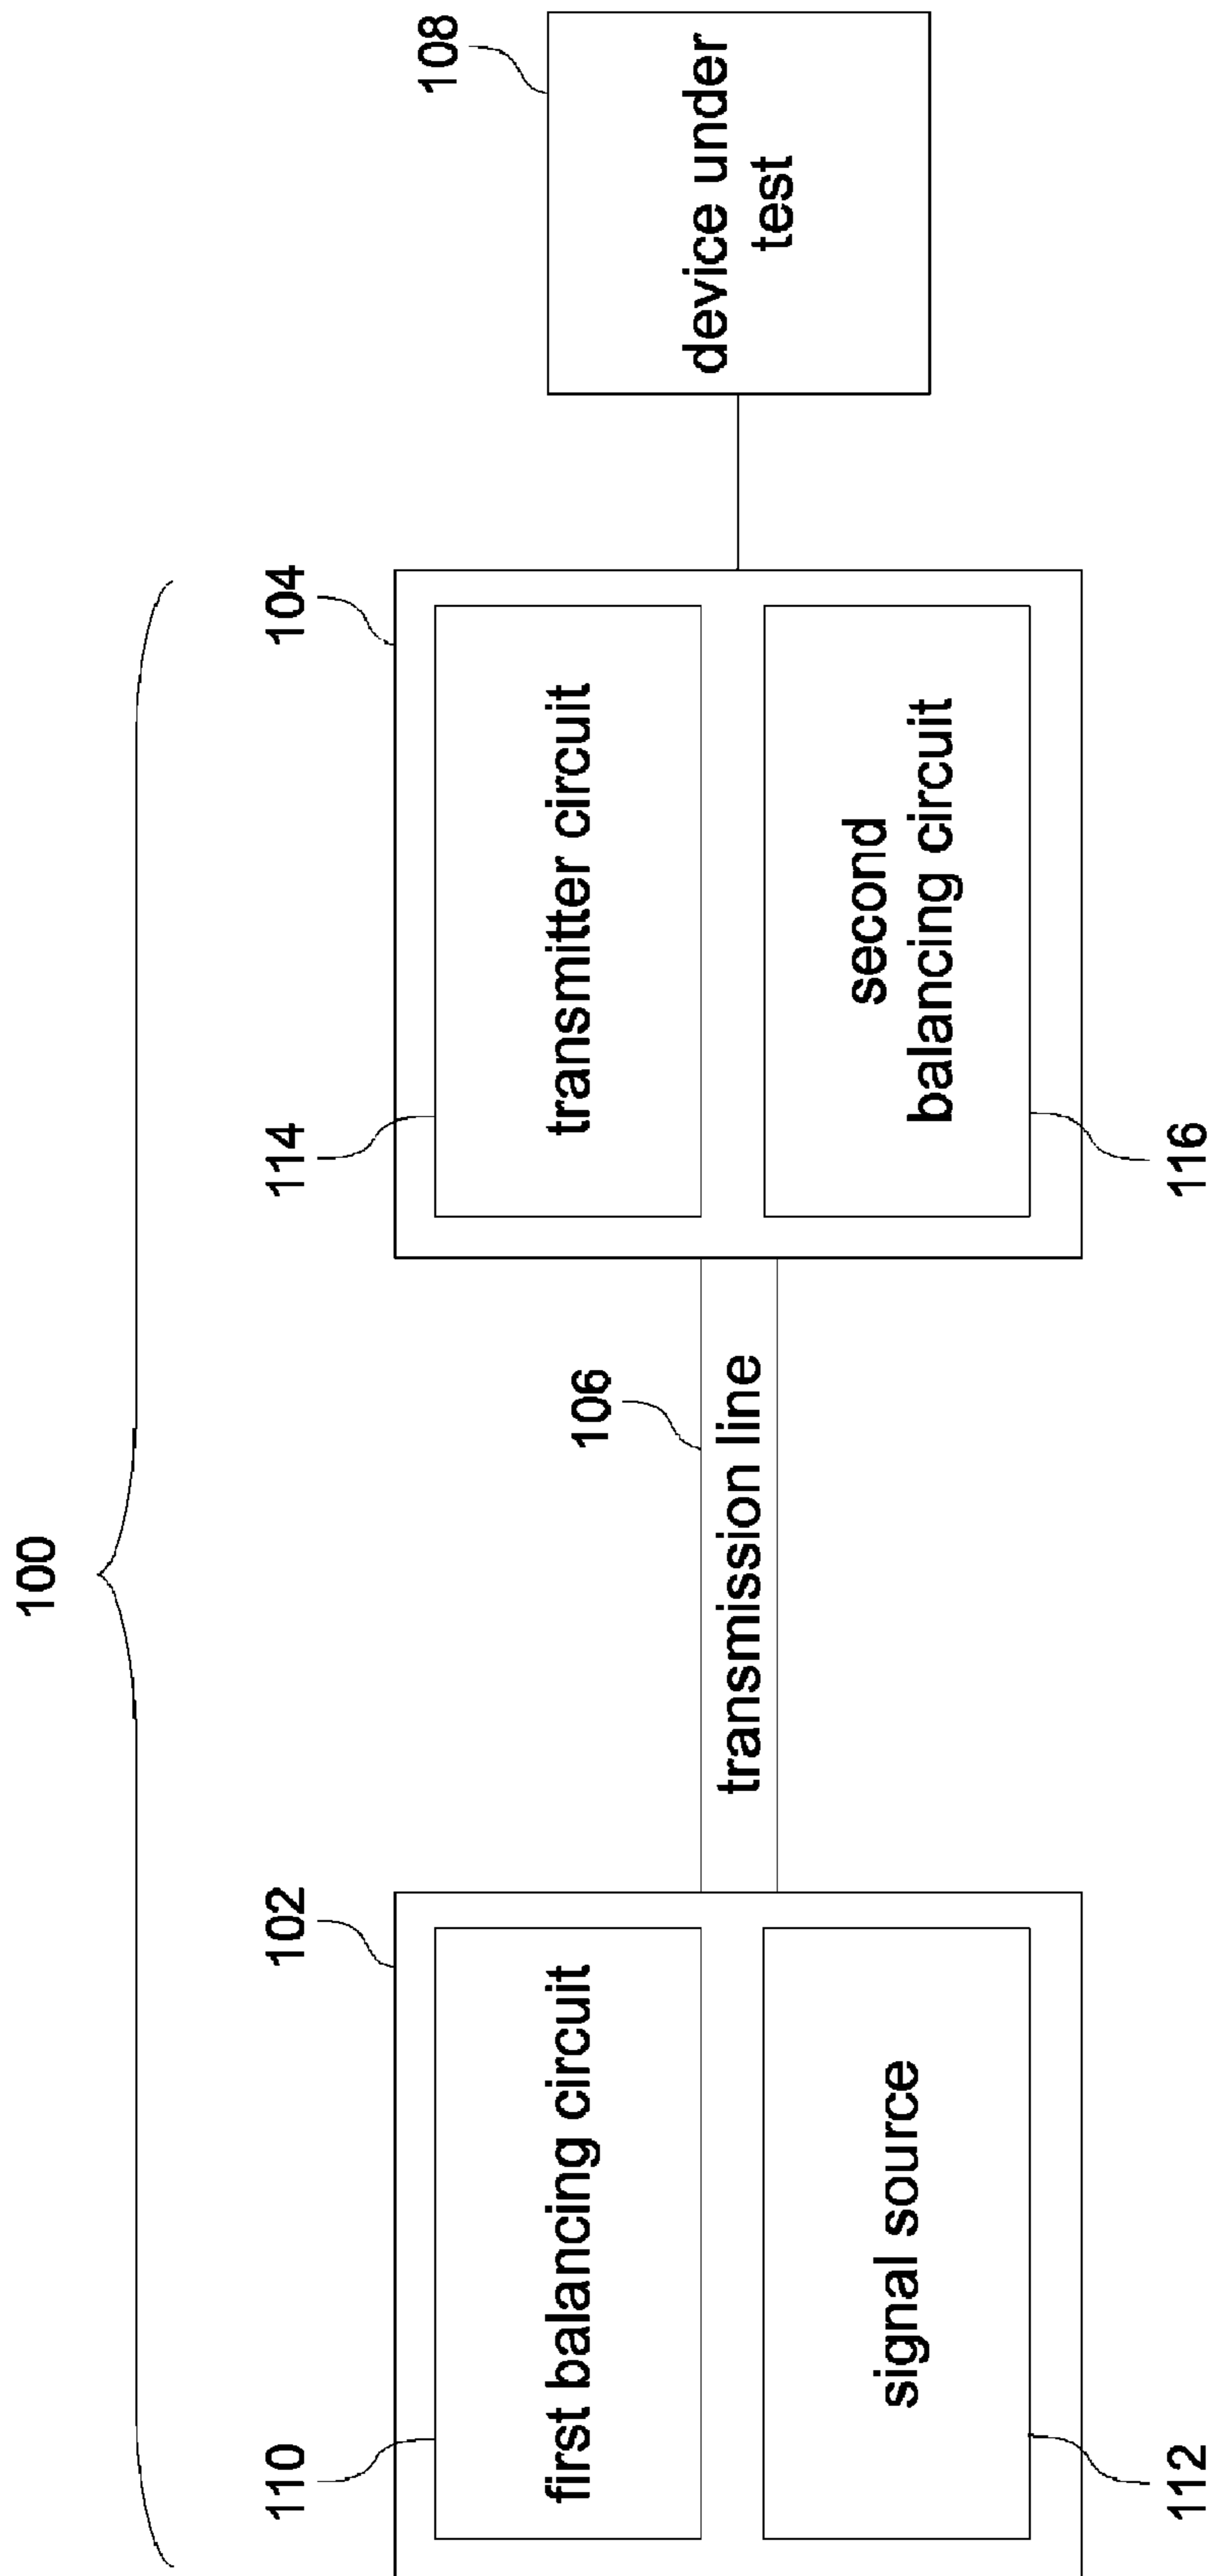 100
102
104
108
110
first balancing circuit
114
transmitter circuit
106
transmission line
device under
test
signal source
112
second
balancing circuit
116